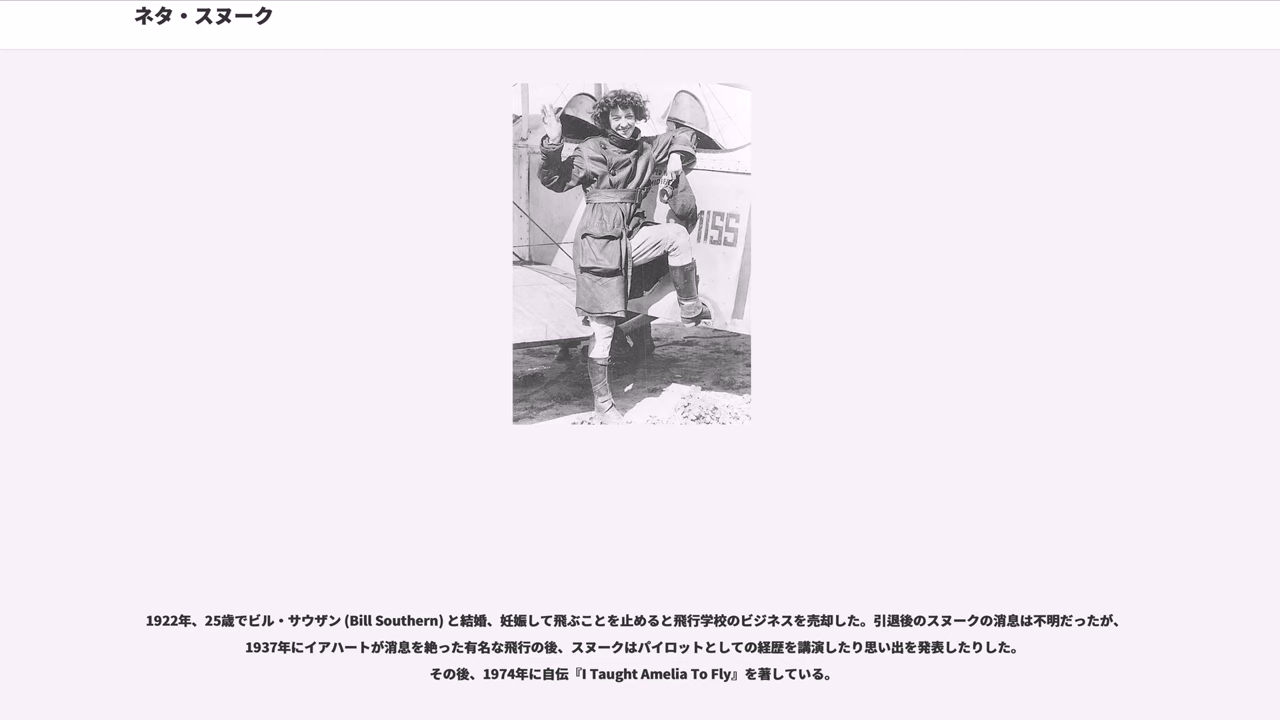 ネタ・スヌーク
MISS
1922年、25歳でビル・サウザン (Bill Southern) と結婚、妊娠して飛ぶことを止めると飛行学校のビジネスを売却した。引退後のスヌークの消息は不明だったが、
1937年にイアハートが消息を絶った有名な飛行の後、スヌークはパイロットとしての経歴を講演したり思い出を発表したりした。
その後、1974年に自伝『I Taught Amelia To Fly』を著している。